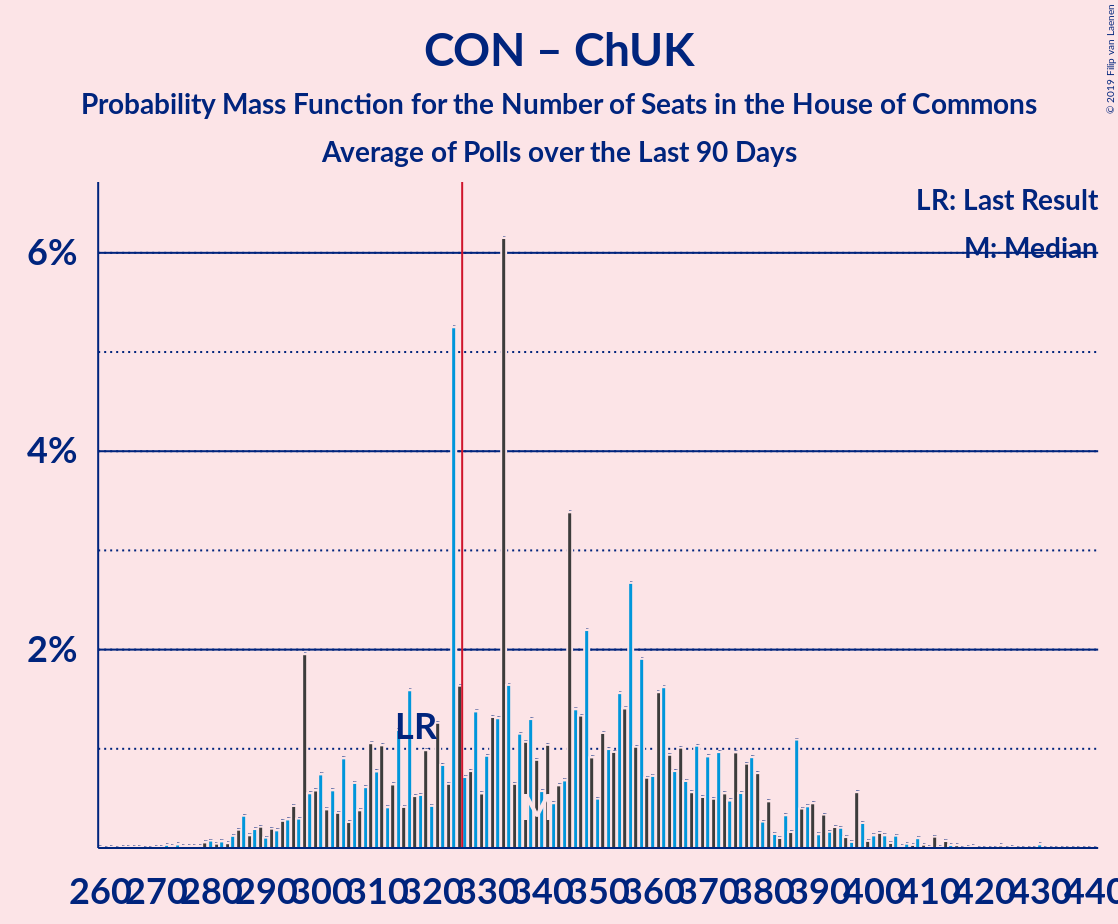 CON – ChUK
Probability Mass Function for the Number of Seats in the House of Commons
Average of Polls over the Last 90 Days
© 2019 Filip van Laenen
LR: Last Result
M: Median
6%
4%
2%
LR
M
260 270 280 290 300 310 320 330 340 350 360 370 380 390 400 410 420 430 440